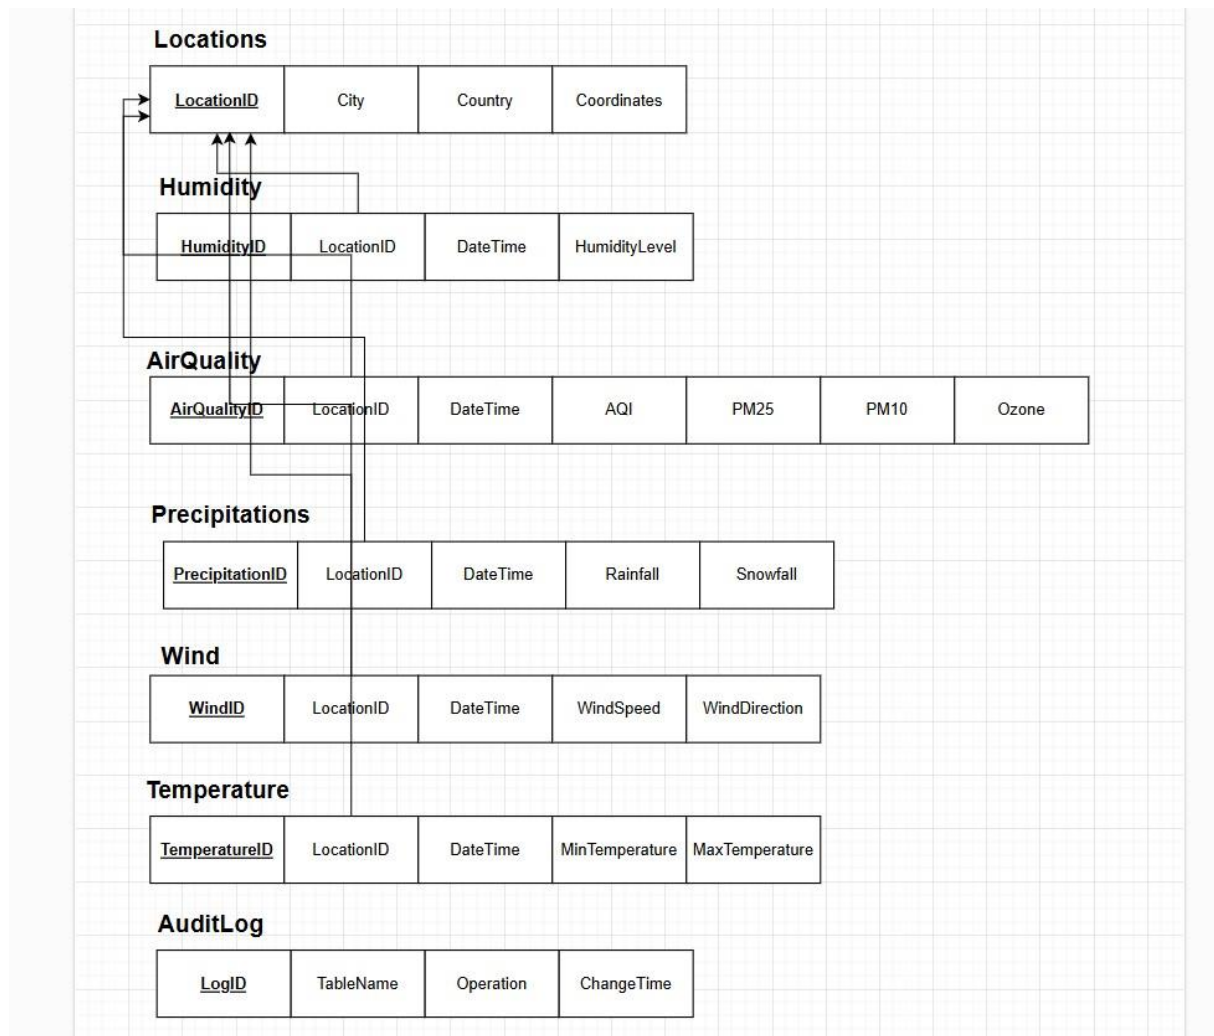 Locations
LocationID City Country Coordinates
Humidity
HumidityID LocationID DateTime HumidityLevel
AirQuality
AirQualityID LocationID DateTime AQI PM25 PM10 Ozone
Precipitations
PrecipitationID LocationID DateTime Rainfall Snowfall
Wind
WindID LocationID DateTime WindSpeed WindDirection
Temperature
TemperatureID LocationID DateTime MinTemperature MaxTemperature
AuditLog
LogID TableName Operation ChangeTime